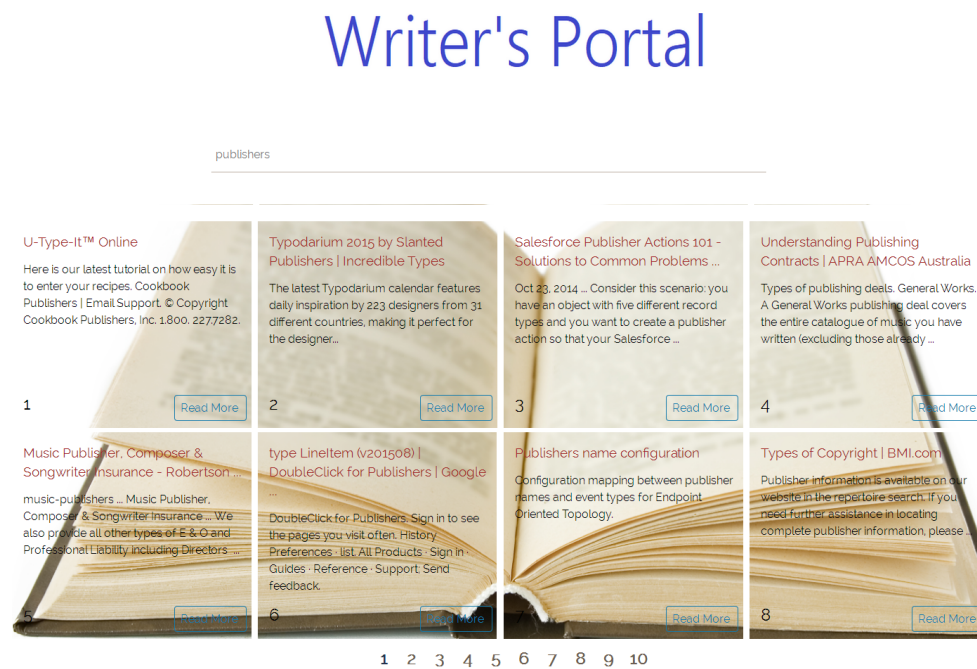 Writer's Portal
publishers
U-Type-It™ Online
Here is our latest tutorial on how easy it is
to enter your recipes. Cookbook
Publishers | Email Support. © Copyright
Cookbook Publishers, Inc. 1.800. 227.7282.
1
Read More
Typodarium 2015 by Slanted
Publishers | Incredible Types
The latest Typodarium calendar features
daily inspiration by 223 designers from 31
different countries, making it perfect for
the designer...
2
Read More
Salesforce Publisher Actions 101 -
Solutions to Common Problems ...
Oct 23, 2014 ... Consider this scenario: you
have an object with five different record
types and you want to create a publisher
action so that your Salesforce ...
3
Read More
Understanding Publishing
Contracts | APRA AMCOS Australia
Types of publishing deals. General Works.
A General Works publishing deal covers
the entire catalogue of music you have
written (excluding those already ...
4
Read More
Music Publisher, Composer &
Songwriter Insurance - Robertson ...
music-publishers ... Music Publisher,
Composer & Songwriter Insurance ... We
also provide all other types of E & O and
Professional Liability including Directors ...
5
Read More
type LineItem (v201508) |
DoubleClick for Publishers | Google
...
DoubleClick for Publishers. Sign in to see
the pages you visit often. History
Preferences · list. All Products · Sign in ·
Guides · Reference · Support; Send
feedback.
6
Read More
Publishers name configuration
Configuration mapping between publisher
names and event types for Endpoint
Oriented Topology.
7
Read More
Types of Copyright | BMI.com
Publisher information is available on our
website in the repertoire search. If you
need further assistance in locating
complete publisher information, please ...
8
Read More
1 2 3 4 5 6 7 8 9 10